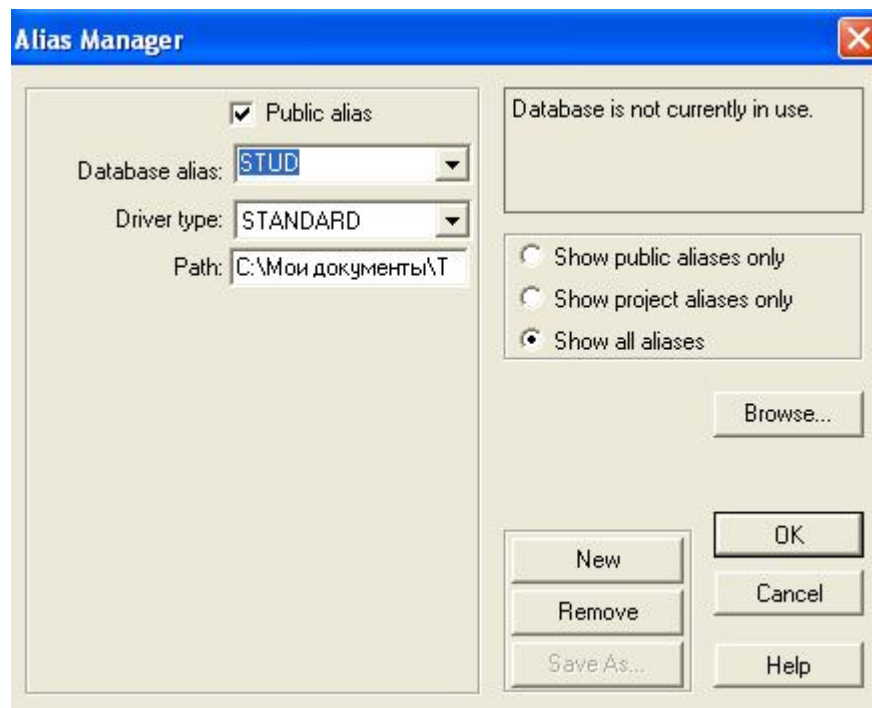 Alias Manager
Public alias
Database alias: STUD
Driver type: STANDARD
Path: C:\Мои документы\Т
Database is not currently in use.
Show public aliases only
Show project aliases only
Show all aliases
Browse...
New
Remove
Save As...
OK
Cancel
Help